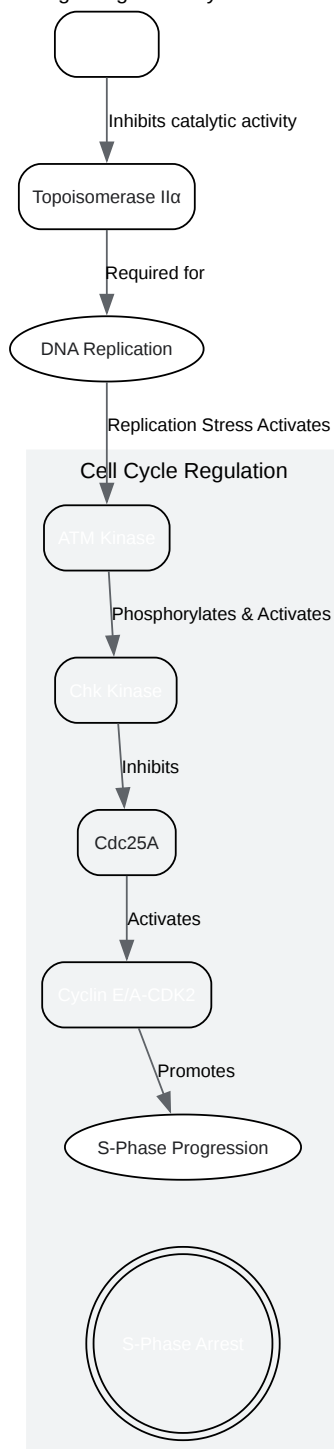 Inhibits catalytic activity
Topoisomerase IIα
Required for
DNA Replication
Replication Stress Activates
Cell Cycle Regulation
ATM Kinase
Phosphorylates & Activates
Chk Kinase
Inhibits
Cdc25A
Activates
Cyclin E/A-CDK2
Promotes
S-Phase Progression
S-Phase Arrest